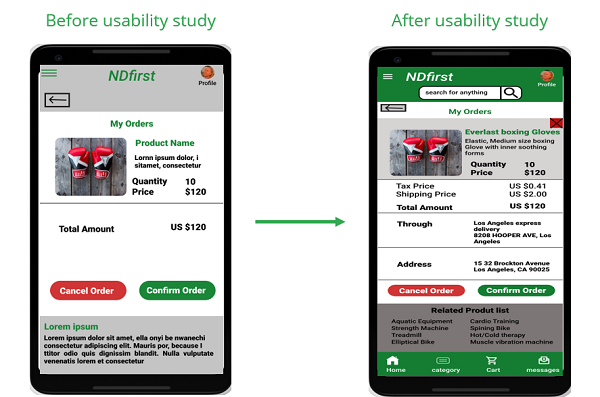 Before usability study
After usability study
NDfirst
Profile
My Orders
Product Name
Lornn ipsum dolor, i
sitamet, consectetur
Quantity 10
Price $120
Total Amount US $120
Cancel Order
Confirm Order
Lorem ipsum
Lorem ipsum dolor sit amet, ella onyi be nwanechi
consectetur adipiscing elit. Mauris por, because I
ttitor odio quis dignissim blandit. Nulla vulputate
venenatis lorem et consectetur
NDfirst
Profile
search for anything
My Orders
Everlast boxing Gloves
Elastic, Medium size boxing
Glove with inner soothing
forms
Quantity 10
Price $120
Tax Price US $0.41
Shipping Price US $2.00
Total Amount US $120
Through
Los Angeles express
delivery
8208 HOOPER AVE, Los
Angeles
Address
15 32 Brockton Avenue
Los Angeles, CA 90025
Cancel Order
Confirm Order
Related Produt list
Aquatic Equipment Cardio Training
Strength Machine Spining Bike
Treadmill Hot/Cold therapy
Elliptical Bike Muscle vibration machine
Home category Cart messages